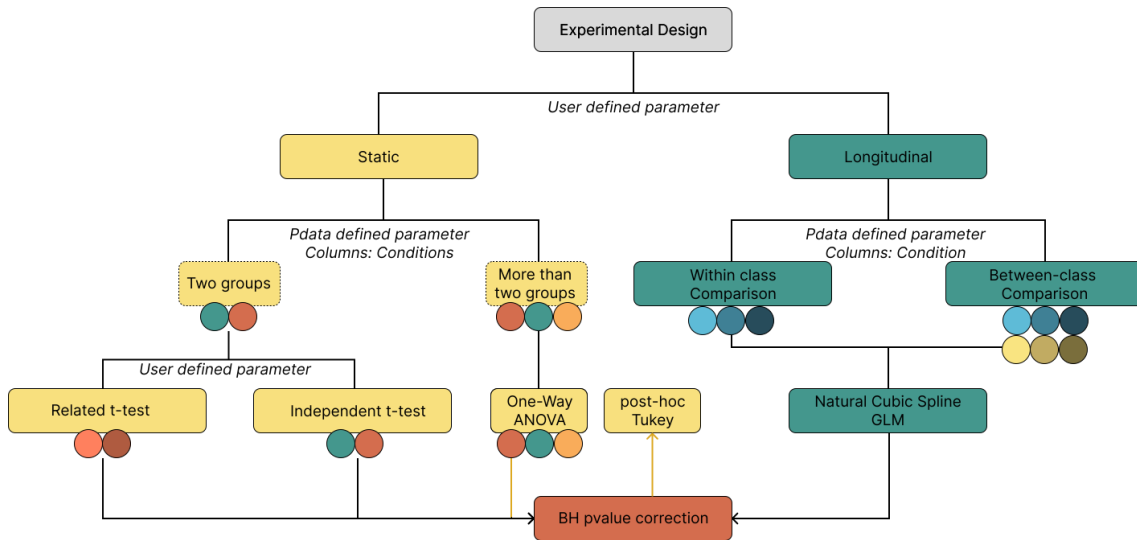 Experimental Design
User defined parameter
Static
Longitudinal
Pdata defined parameter
Columns: Conditions
Pdata defined parameter
Columns: Condition
Two groups
More than
two groups
Within class
Comparison
Between-class
Comparison
User defined parameter
Related t-test
Independent t-test
One-Way
ANOVA
post-hoc
Tukey
Natural Cubic Spline
GLM
BH pvalue correction